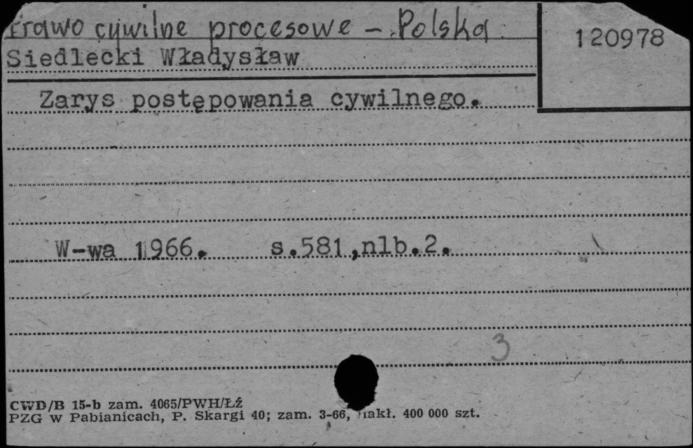 Prawo cywilne procesowe - Polska
120978
Siedlecki Władysław
Zarys postępowania cywilnego.
W-wa 1966. s.581,nlb.2.
3
CWD/B 15-b zam. 4065/PWH/Łź
PZG w Pabianicach, P. Skargi 40; zam. 3-66, nakł. 400 000 szt.